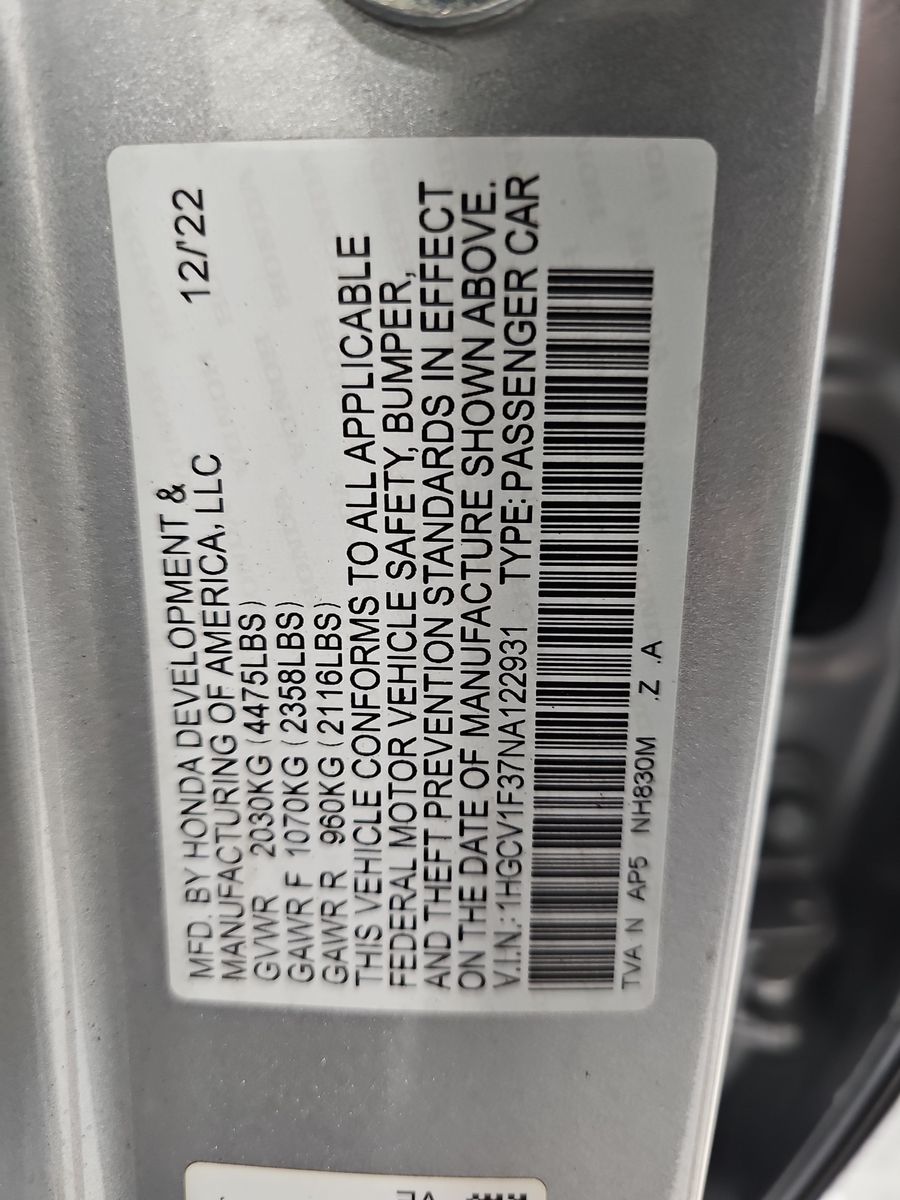 MFD. BY HONDA DEVELOPMENT &
MANUFACTURING OF AMERICA, LLC 12/'22
GVWR 2030KG (4475LBS)
GAWR F 1070KG (2358LBS)
GAWR R 960KG (2116LBS)
THIS VEHICLE CONFORMS TO ALL APPLICABLE
FEDERAL MOTOR VEHICLE SAFETY, BUMPER,
AND THEFT PREVENTION STANDARDS IN EFFECT
ON THE DATE OF MANUFACTURE SHOWN ABOVE.
V.I.N.: 1HGCV1F37NA122931 TYPE: PASSENGER CAR
TVA N AP5 NH830M .Z .A